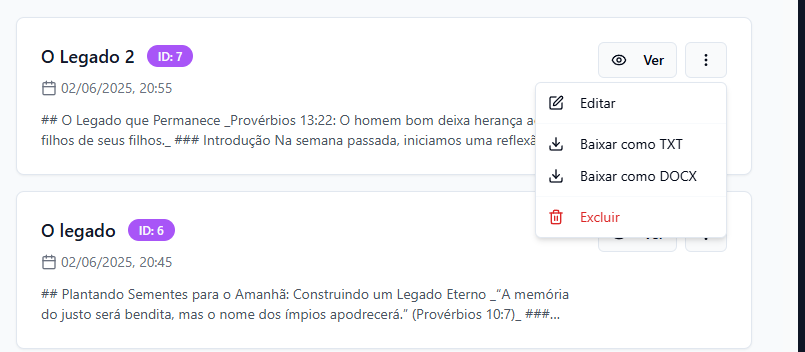 O Legado 2 ID: 7
Ver
02/06/2025, 20:55
## O Legado que Permanece _Provérbios 13:22: O homem bom deixa herança
filhos de seus filhos._ ### Introdução Na semana passada, iniciamos uma
Editar
Baixar como TXT
Baixar como DOCX
Excluir
O legado ID: 6
02/06/2025, 20:45
## Plantando Sementes para o Amanhã: Construindo um Legado Eterno _"A memória
do justo será bendita, mas o nome dos ímpios apodrecerá." (Provérbios 10:7)_ ###...